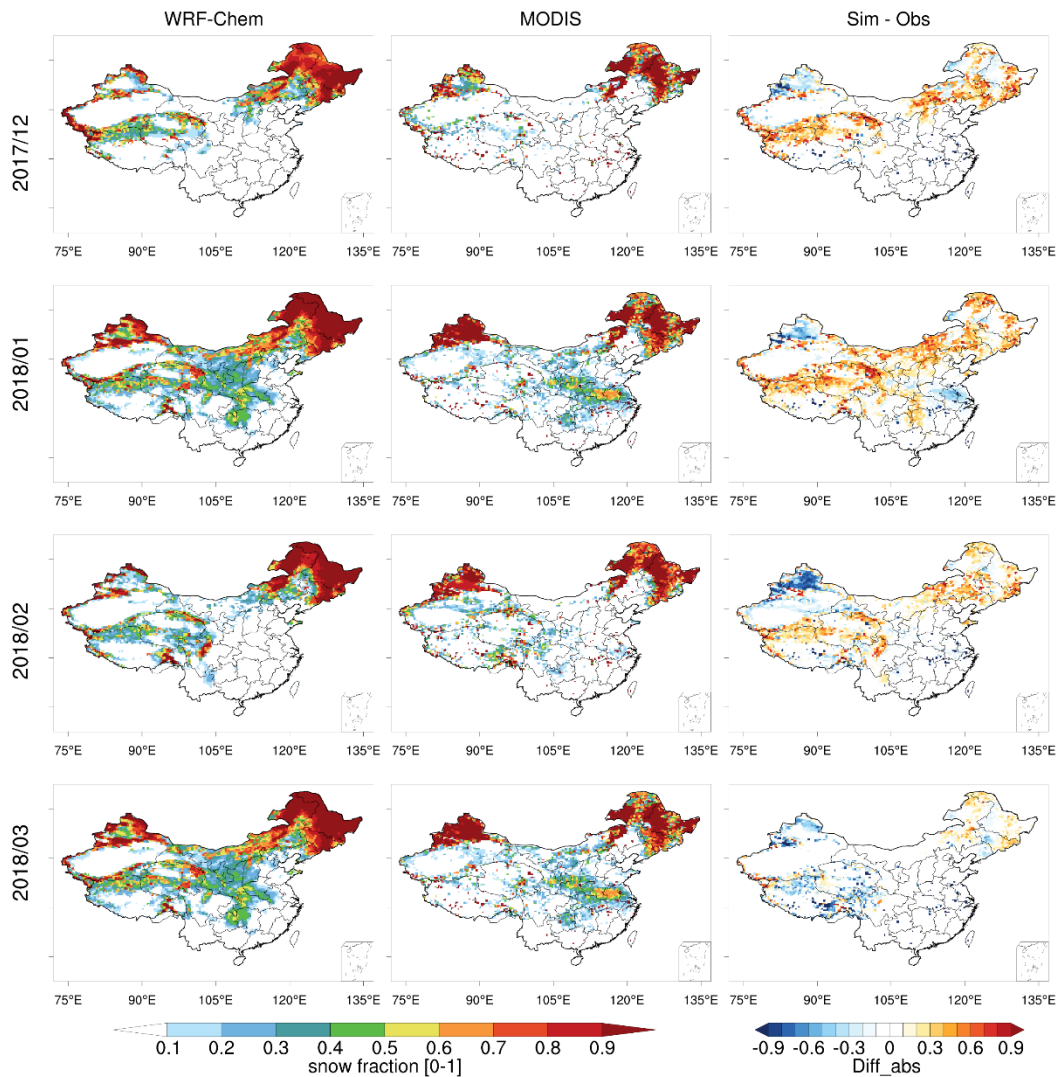 WRF-Chem MODIS Sim - Obs
2017/12
75°E 90°E 105°E 120°E 135°E 75°E 90°E 105°E 120°E 135°E 75°E 90°E 105°E 120°E 135°E
2018/01
75°E 90°E 105°E 120°E 135°E 75°E 90°E 105°E 120°E 135°E 75°E 90°E 105°E 120°E 135°E
2018/02
75°E 90°E 105°E 120°E 135°E 75°E 90°E 105°E 120°E 135°E 75°E 90°E 105°E 120°E 135°E
2018/03
75°E 90°E 105°E 120°E 135°E 75°E 90°E 105°E 120°E 135°E 75°E 90°E 105°E 120°E 135°E
0.1 0.2 0.3 0.4 0.5 0.6 0.7 0.8 0.9 -0.9 -0.6 -0.3 0 0.3 0.6 0.9
snow fraction [0-1] Diff_abs